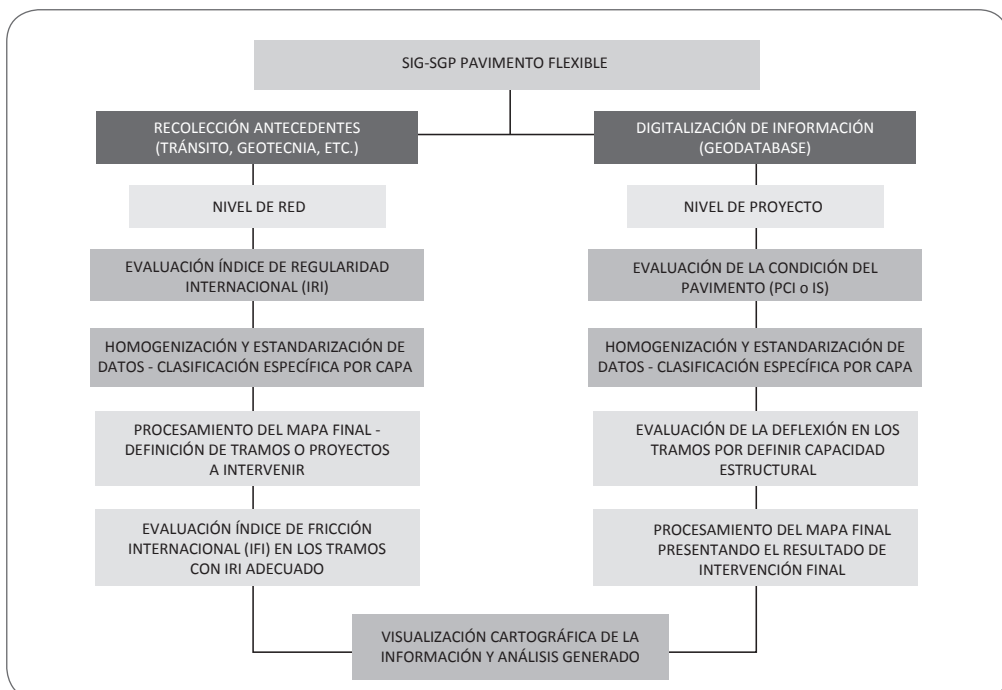 SIG-SGP PAVIMENTO FLEXIBLE
RECOLECCIÓN ANTECEDENTES
(TRÁNSITO, GEOTECNIA, ETC.)
NIVEL DE RED
EVALUACIÓN ÍNDICE DE REGULARIDAD
INTERNACIONAL (IRI)
HOMOGENIZACIÓN Y ESTANDARIZACIÓN DE
DATOS - CLASIFICACIÓN ESPECÍFICA POR CAPA
PROCESAMIENTO DEL MAPA FINAL -
DEFINICIÓN DE TRAMOS O PROYECTOS
A INTERVENIR
EVALUACIÓN ÍNDICE DE FRICCIÓN
INTERNACIONAL (IFI) EN LOS TRAMOS
CON IRI ADECUADO
DIGITALIZACIÓN DE INFORMACIÓN
(GEODATABASE)
NIVEL DE PROYECTO
EVALUACIÓN DE LA CONDICIÓN DEL
PAVIMENTO (PCI o IS)
HOMOGENIZACIÓN Y ESTANDARIZACIÓN DE
DATOS - CLASIFICACIÓN ESPECÍFICA POR CAPA
EVALUACIÓN DE LA DEFLEXIÓN EN LOS
TRAMOS POR DEFINIR CAPACIDAD
ESTRUCTURAL
PROCESAMIENTO DEL MAPA FINAL
PRESENTANDO EL RESULTADO DE
INTERVENCIÓN FINAL
VISUALIZACIÓN CARTOGRÁFICA DE LA
INFORMACIÓN Y ANÁLISIS GENERADO